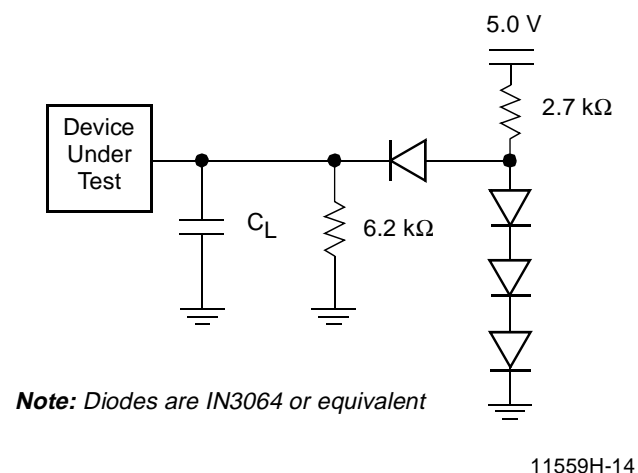 5.0 V
2.7 kΩ
Device
Under
Test
CL
6.2 kΩ
Note: Diodes are IN3064 or equivalent
11559H-14